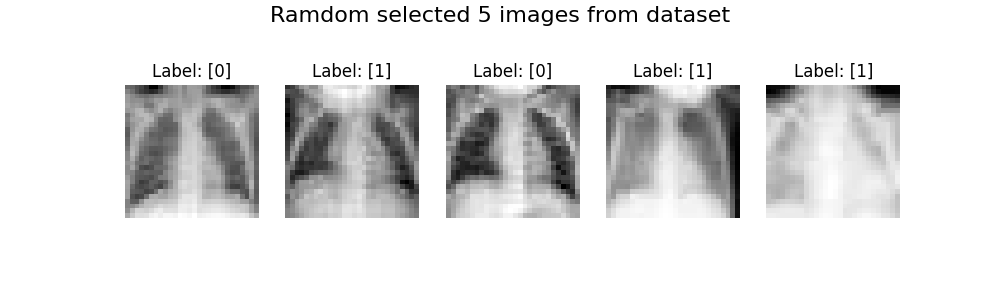 Ramdom selected 5 images from dataset
Label: [0] Label: [1] Label: [0] Label: [1] Label: [1]